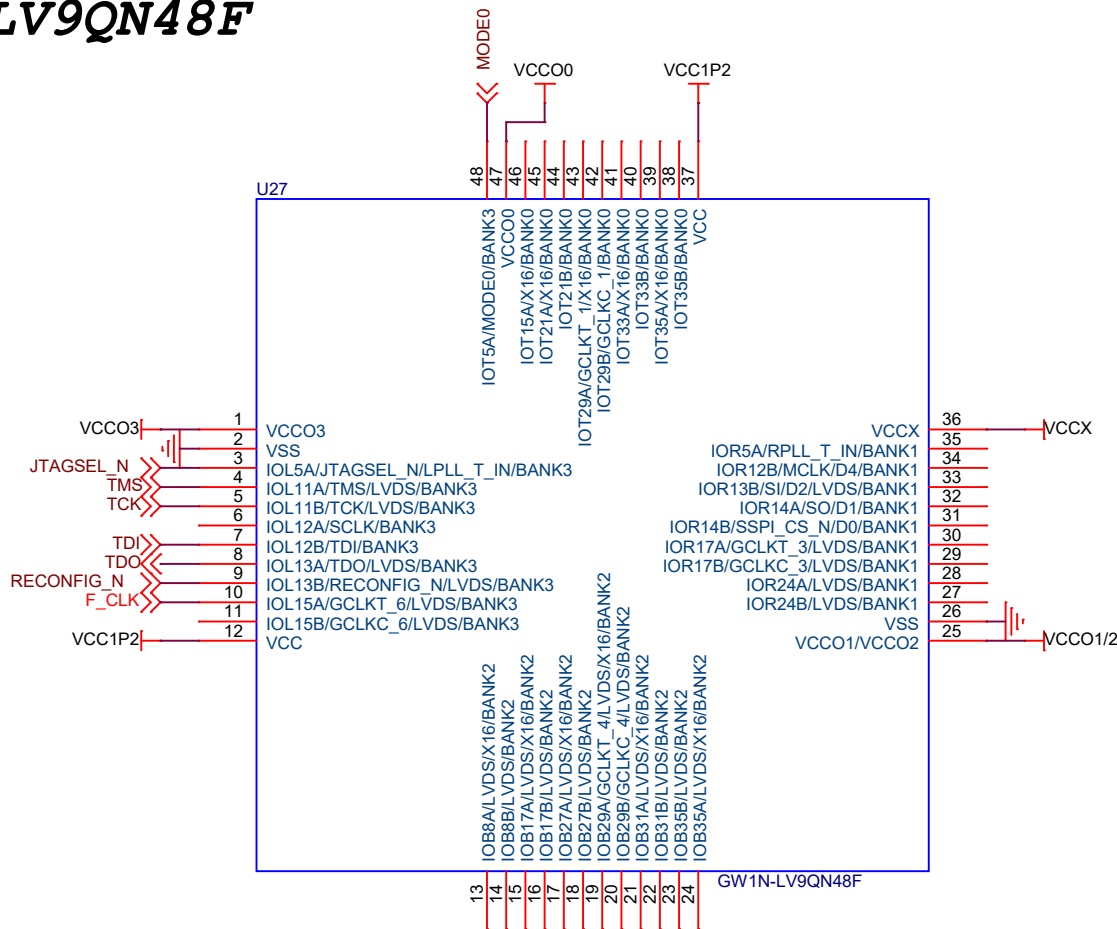 LV9QN48F
MODE0
VCCO0
VCC1P2
48
47
46
45
44
43
42
41
40
39
38
37
U27
IOT5A/MODE0/BANK3
VCCO0
IOT15A/X16/BANK0
IOT21A/X16/BANK0
IOT21B/BANK0
IOT29A/GCLKT_1/X16/BANK0
IOT29B/GCLKC_1/BANK0
IOT33A/X16/BANK0
IOT33B/BANK0
IOT35A/X16/BANK0
IOT35B/BANK0
VCC
VCCO3 1 VCCO3
2 VSS
JTAGSEL_N 3 IOL5A/JTAGSEL_N/LPLL_T_IN/BANK3
TMS 4 IOL11A/TMS/LVDS/BANK3
TCK 5 IOL11B/TCK/LVDS/BANK3
6 IOL12A/SCLK/BANK3
TDI 7 IOL12B/TDI/BANK3
TDO 8 IOL13A/TDO/LVDS/BANK3
RECONFIG_N 9 IOL13B/RECONFIG_N/LVDS/BANK3
F_CLK 10 IOL15A/GCLKT_6/LVDS/BANK3
11 IOL15B/GCLKC_6/LVDS/BANK3
VCC1P2 12 VCC
VCCX 36 VCCX
IOR5A/RPLL_T_IN/BANK1 35
IOR12B/MCLK/D4/BANK1 34
IOR13B/SI/D2/LVDS/BANK1 33
IOR14A/SO/D1/BANK1 32
IOR14B/SSPI_CS_N/D0/BANK1 31
IOR17A/GCLKT_3/LVDS/BANK1 30
IOR17B/GCLKC_3/LVDS/BANK1 29
IOR24A/LVDS/BANK1 28
IOR24B/LVDS/BANK1 27
VSS 26
VCCO1/VCCO2 25 VCCO1/2
IOB8A/LVDS/X16/BANK2
IOB8B/LVDS/BANK2
IOB17A/LVDS/X16/BANK2
IOB17B/LVDS/BANK2
IOB27A/LVDS/X16/BANK2
IOB27B/LVDS/BANK2
IOB29A/GCLKT_4/LVDS/X16/BANK2
IOB29B/GCLKC_4/LVDS/BANK2
IOB31A/LVDS/X16/BANK2
IOB31B/LVDS/BANK2
IOB35B/LVDS/BANK2
IOB35A/LVDS/X16/BANK2
GW1N-LV9QN48F
13
14
15
16
17
18
19
20
21
22
23
24